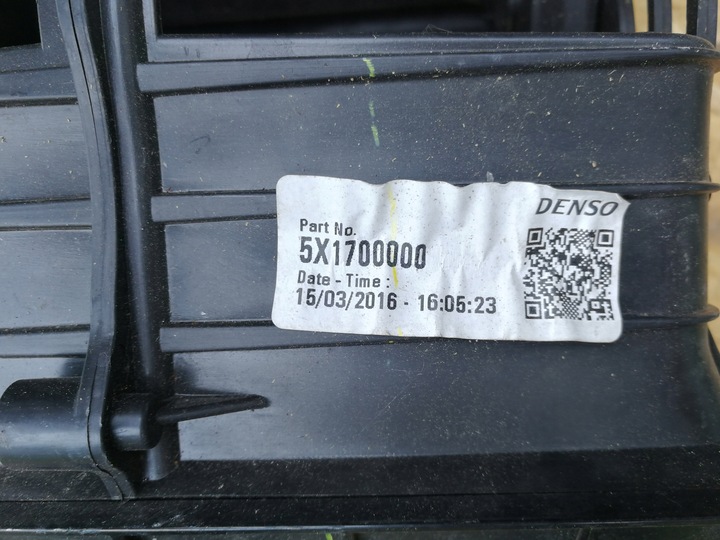 DENSO
Part No.
5X1700000
Date - Time :
15/03/2016 - 16:05:23